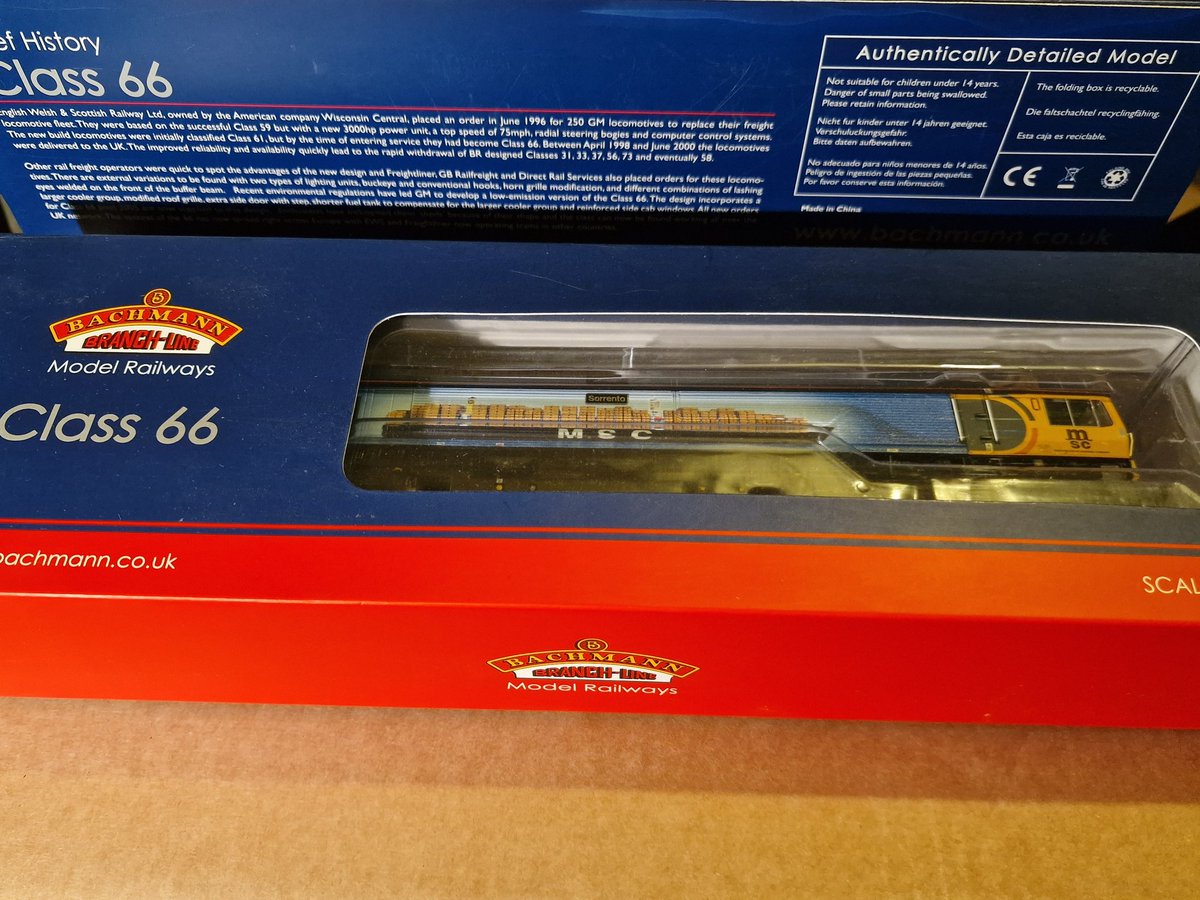 ef History
Class 66
English Welsh & Scottish Railway Ltd, owned by the American company Wisconsin Central, placed an order in June 1996 for 250 GM locomotives to replace their freight
locomotive fleet. They were based on the successful Class 59 but with a new 3000hp power unit, a top speed of 75mph, radial steering bogies and computer control systems
The new build locomotives were initially classified Class 61, but by the time of entering service they had become Class 66. Between April 1998 and June 2000 the locomotives
were delivered to the UK. The improved reliability and availability quickly lead to the rapid withdrawal of BR designed Classes 31, 33, 37, 56, 73 and eventually 58.
Other rail freight operators were quick to spot the advantages of the new design and Freightliner, GB Railfreight and Direct Rail Services also placed orders for these locomo-
tives. There are external variations to be found with two types of lighting units, buckeye and conventional hooks, horn grille modification, and different combinations of lashing
eyes welded on the front of the buffer beam. Recent environmental regulations have led GM to develop a low-emission version of the Class 66. The design incorporates a
larger cooler group, modified roof grille, extra side door with step, shorter fuel tank to compensate for the larger cooler group and reinforced side cab windows. All new orders
for
UK
Authentically Detailed Model
Not suitable for children under 14 years.
Danger of small parts being swallowed.
Please retain information.
Nicht fur kinder unter 14 jahren geeignet.
Verschuluckungsgefahr.
Bitte daten aufbewahren.
No adecuado para niños menores de 14 años.
Peligro de ingestión de las piezas pequeñas.
Por favor conserve esta información.
The folding box is recyclable.
Die faltschachtel recyclingfähing.
Esta caja es reciclable.
CE
Made in China
www.bachmann.co.uk
B
BACHMANN
BRANCH-LINE
Model Railways
Class 66
Sorrento
MSC
m
SC
bachmann.co.uk
SCAL
B
BACHMANN
BRANCH-LINE
Model Railways